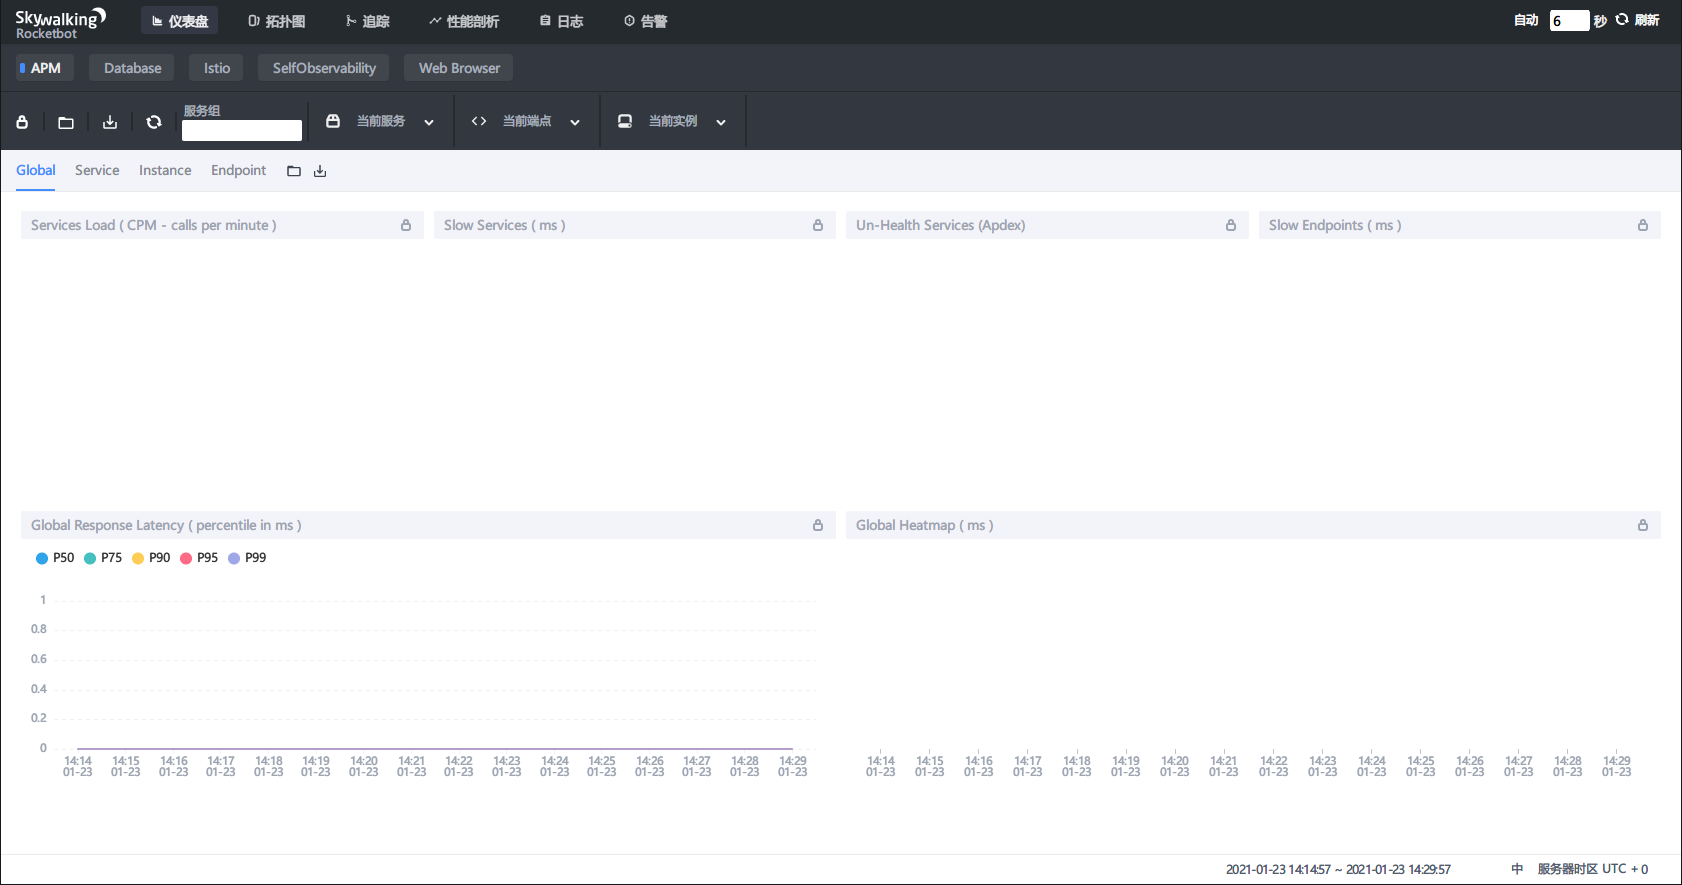 Skywalking
Rocketbot
仪表盘 拓扑图 追踪 性能剖析 日志 告警 自动 6 秒 刷新
APM Database Istio SelfObservability Web Browser
服务组
当前服务 当前端点 当前实例
Global Service Instance Endpoint
Services Load ( CPM - calls per minute ) Slow Services ( ms ) Un-Health Services (Apdex) Slow Endpoints ( ms )
Global Response Latency ( percentile in ms ) Global Heatmap ( ms )
P50 P75 P90 P95 P99
1
0.8
0.6
0.4
0.2
0
14:14 14:15 14:16 14:17 14:18 14:19 14:20 14:21 14:22 14:23 14:24 14:25 14:26 14:27 14:28 14:29 14:14 14:15 14:16 14:17 14:18 14:19 14:20 14:21 14:22 14:23 14:24 14:25 14:26 14:27 14:28 14:29
01-23 01-23 01-23 01-23 01-23 01-23 01-23 01-23 01-23 01-23 01-23 01-23 01-23 01-23 01-23 01-23 01-23 01-23 01-23 01-23 01-23 01-23 01-23 01-23 01-23 01-23 01-23 01-23 01-23 01-23 01-23 01-23
2021-01-23 14:14:57 ~ 2021-01-23 14:29:57 中 服务器时区 UTC + 0